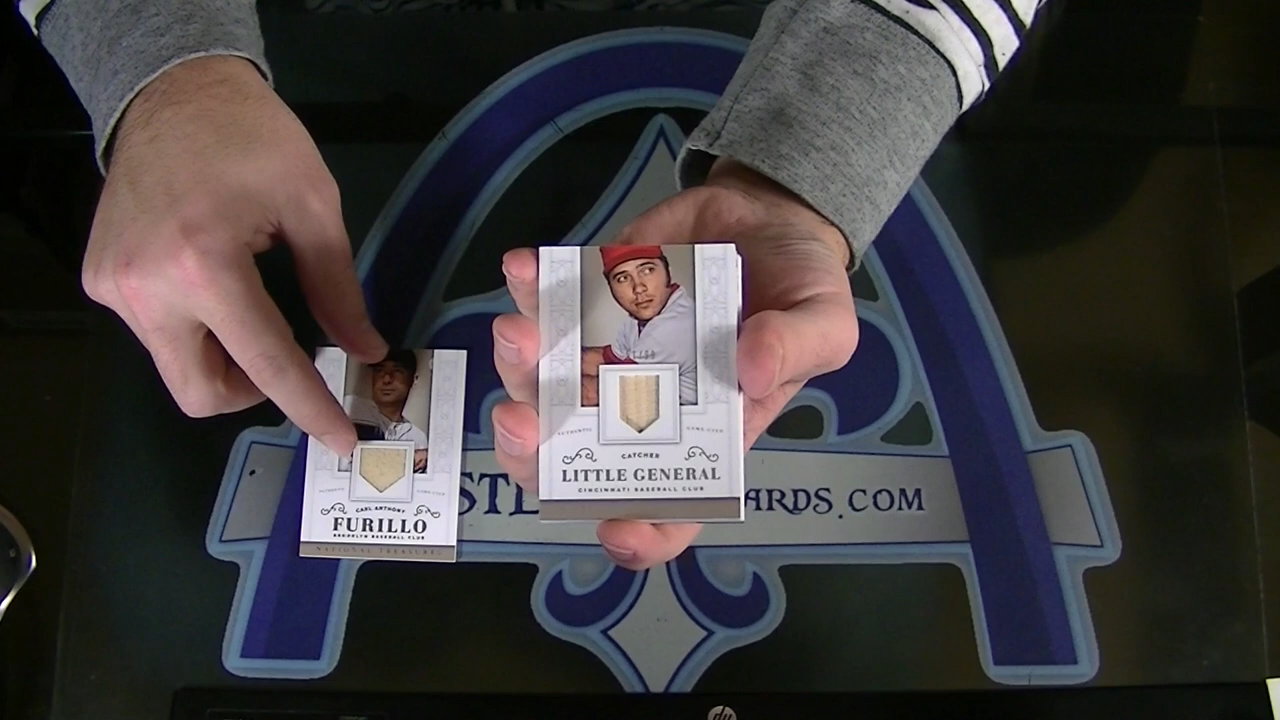 AUTHENTIC GAME-USED
CATCHER
LITTLE GENERAL
CINCINNATI BASEBALL CLUB
CARL ANTHONY
FURILLO
BROOKLYN BASEBALL CLUB
NATIONAL TREASURES
ARDS.COM
hp